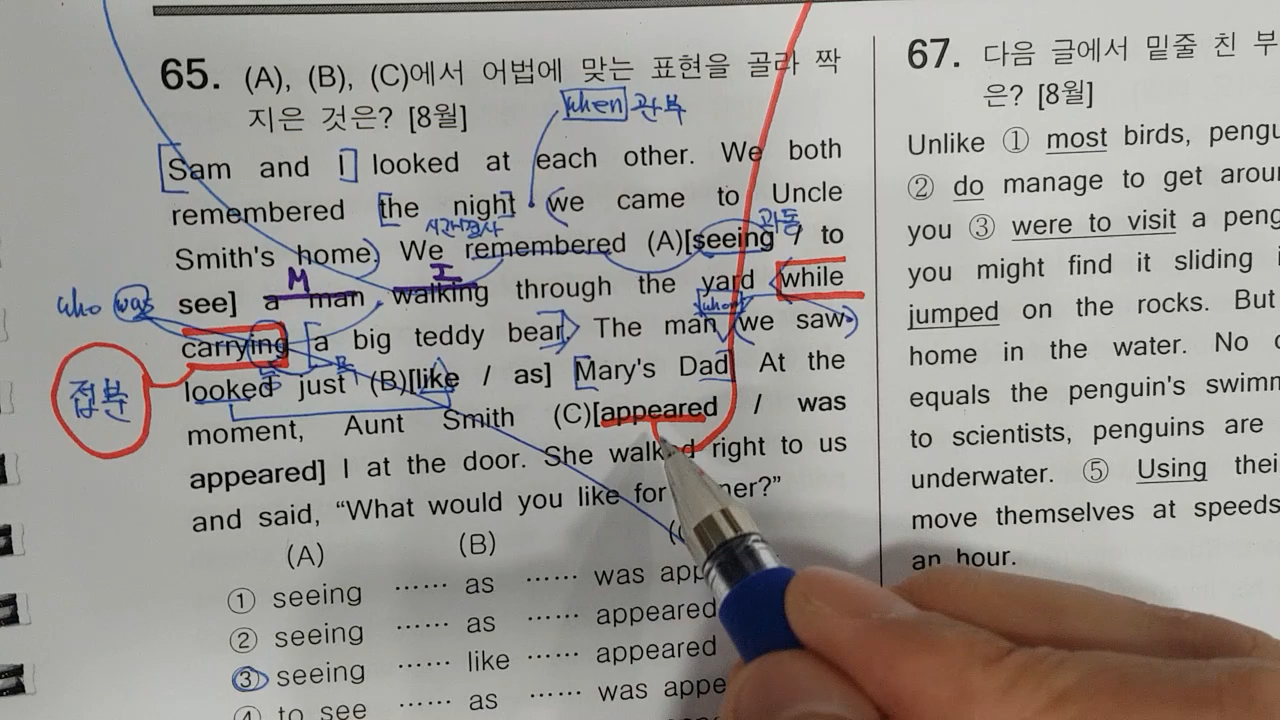 65. (A), (B), (C)에서 어법에 맞는 표현을 골라 짝
지은 것은? [8월]
when 관부
Sam and I looked at each other. We both
remembered the night we came to Uncle
시간접사
관동
Smith's home. We remembered (A)[seeing / to
M I
see] a man walking through the yard while
who was
carrying a big teddy bear. The man we saw
접분
looked just (B)[like / as] Mary's Dad At the
moment, Aunt Smith (C)[appeared / was
appeared] I at the door. She walked right to us
and said, “What would you like for ner?”
(A) (B)
① seeing …… as …… was app
② seeing …… as …… appeared
③ seeing …… like …… appeared
④ to see …… as …… was appe
67. 다음 글에서 밑줄 친 부
은? [8월]
Unlike ① most birds, pengu
② do manage to get arou
you ③ were to visit a peng
you might find it sliding
jumped on the rocks. But
home in the water. No
equals the penguin's swimm
to scientists, penguins are
underwater. ⑤ Using thei
move themselves at speeds
an hour.